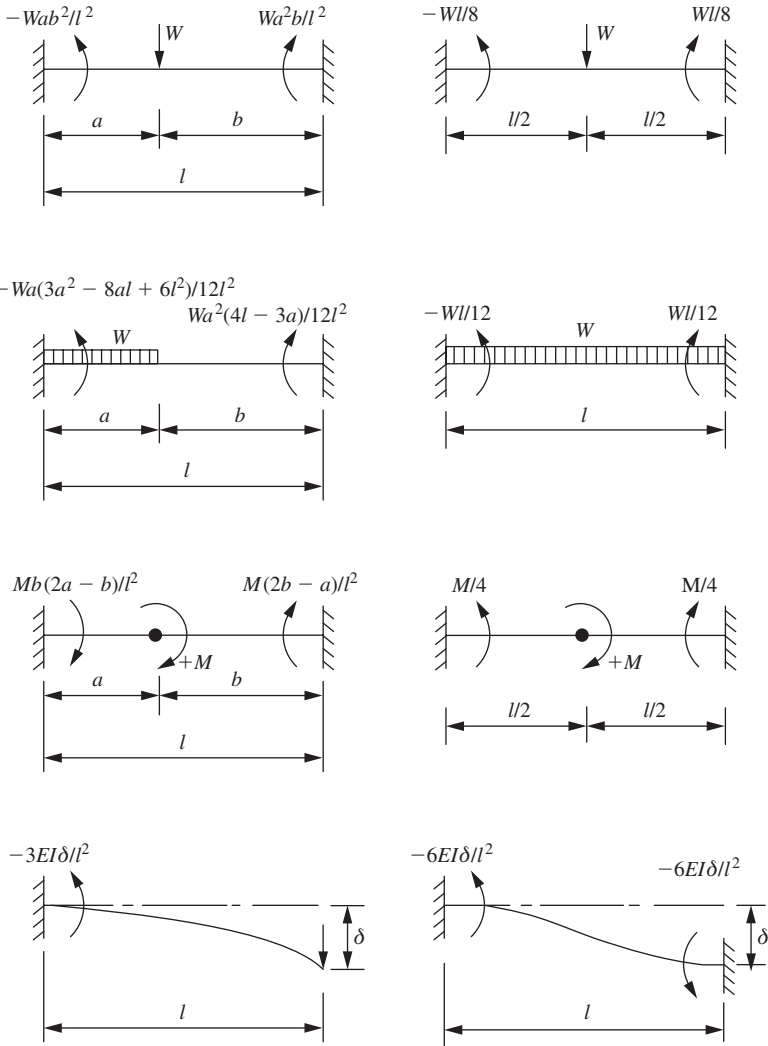 −Wab²/l² Wa²b/l²
W
a b
l
−Wl/8 Wl/8
W
l/2 l/2
−Wa(3a² − 8al + 6l²)/12l²
Wa²(4l − 3a)/12l²
W
a b
l
−Wl/12 Wl/12
W
l
Mb(2a − b)/l² M(2b − a)/l²
+M
a b
l
M/4 M/4
+M
l/2 l/2
−3EIδ/l²
δ
l
−6EIδ/l²
−6EIδ/l²
δ
l